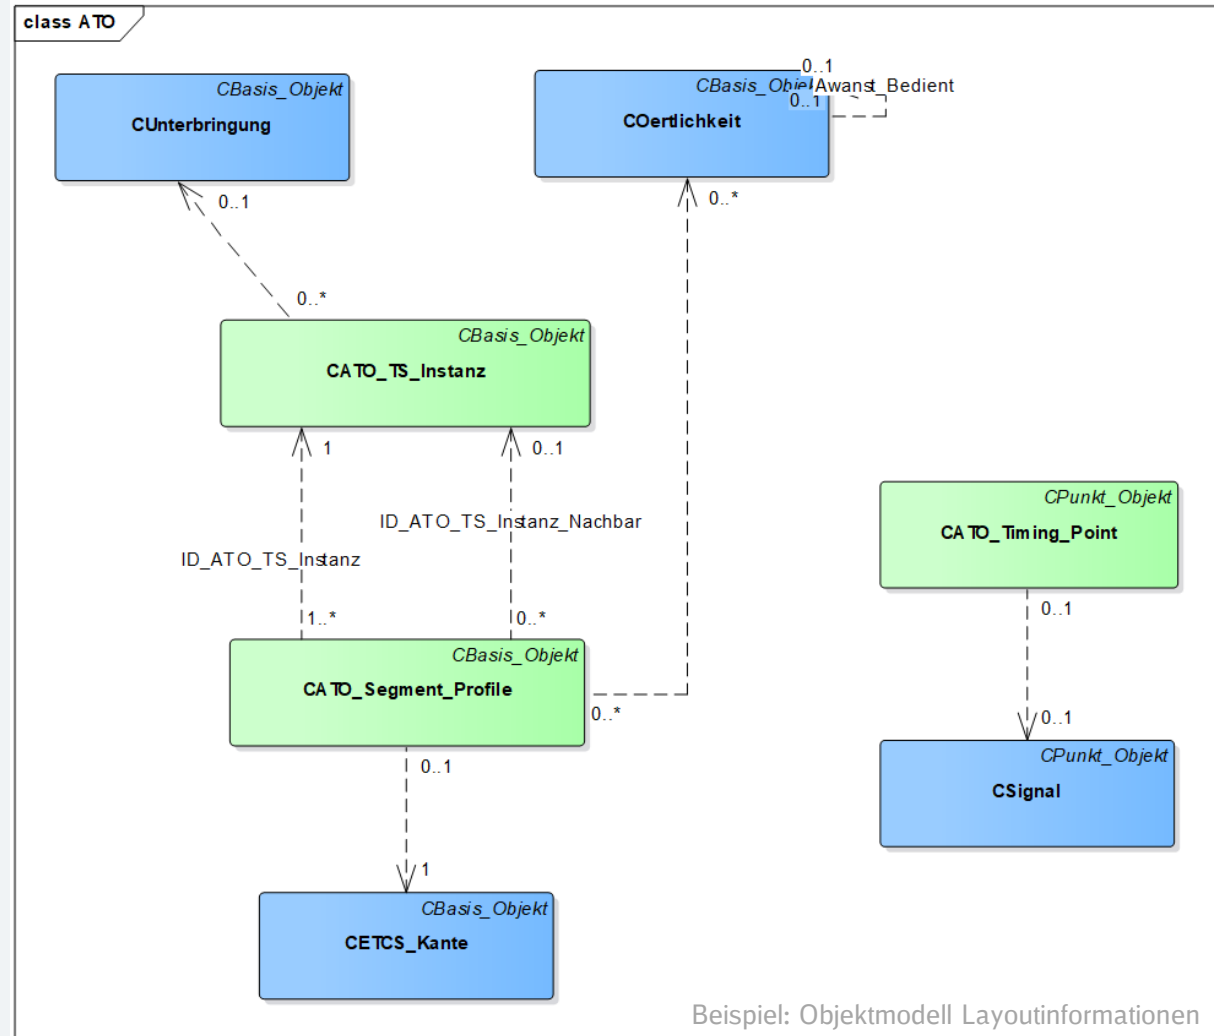 class ATO
CBasis_Objekt
CUnterbringung
0..1
CBasis_Objekt
COertlichkeit
0..1
Awanst_Bedient
0..1
0..*
0..*
CBasis_Objekt
CATO_TS_Instanz
1
0..1
ID_ATO_TS_Instanz_Nachbar
ID_ATO_TS_Instanz
1..*
0..*
CBasis_Objekt
CATO_Segment_Profile
0..*
0..1
1
CBasis_Objekt
CETCS_Kante
CPunkt_Objekt
CATO_Timing_Point
0..1
0..1
CPunkt_Objekt
CSignal
Beispiel: Objektmodell Layoutinformationen